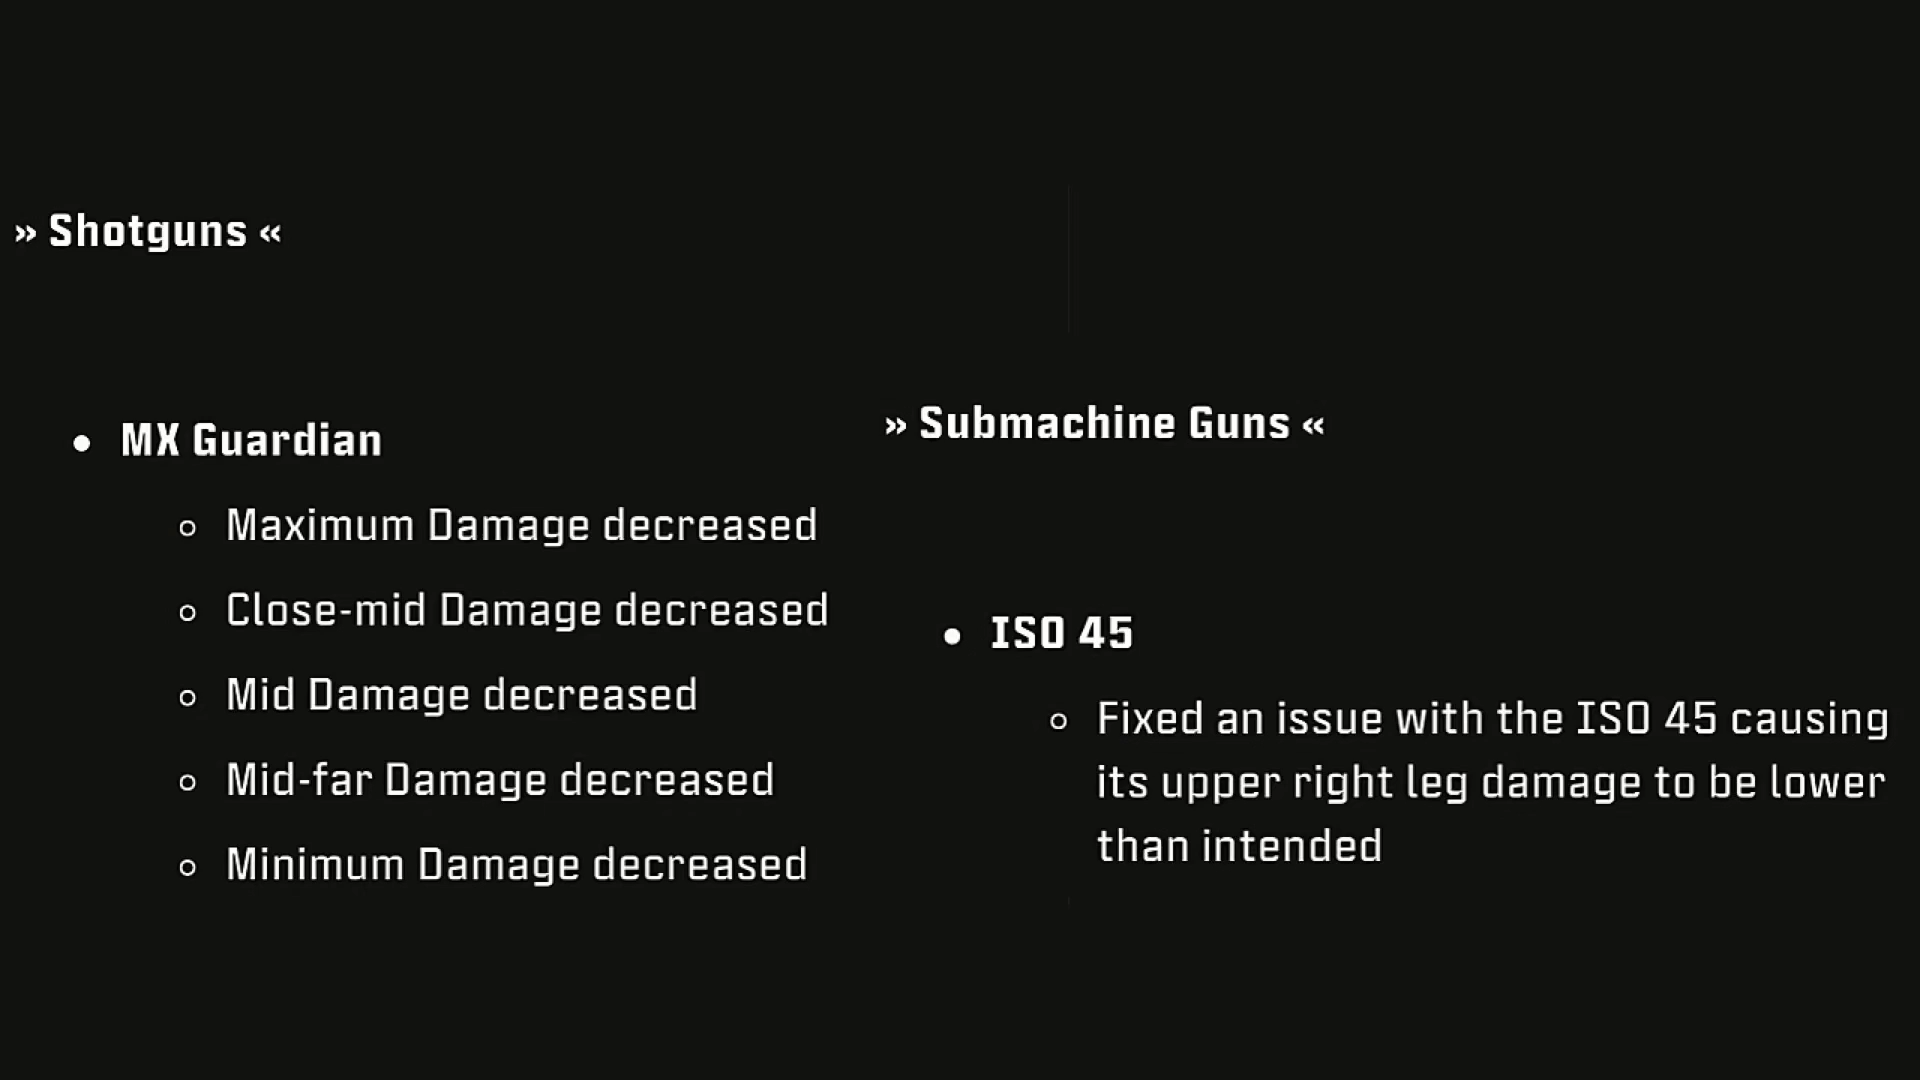 » Shotguns «
• MX Guardian
○ Maximum Damage decreased
○ Close-mid Damage decreased
○ Mid Damage decreased
○ Mid-far Damage decreased
○ Minimum Damage decreased
» Submachine Guns «
• ISO 45
○ Fixed an issue with the ISO 45 causing
its upper right leg damage to be lower
than intended